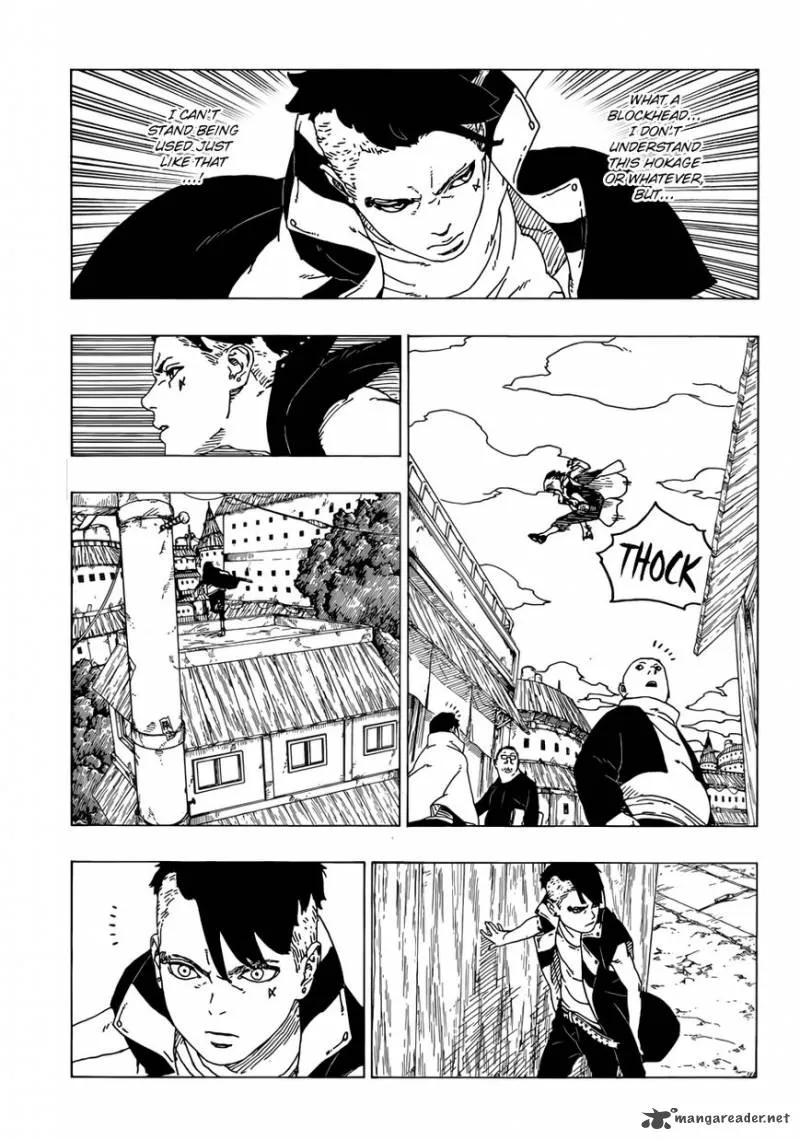 WHAT A
BLOCKHEAD...
I DON'T
UNDERSTAND
THIS HOKAGE
OR WHATEVER,
BUT...
I CAN'T
STAND BEING
USED JUST
LIKE THAT
...!
THOCK
mangareader.net